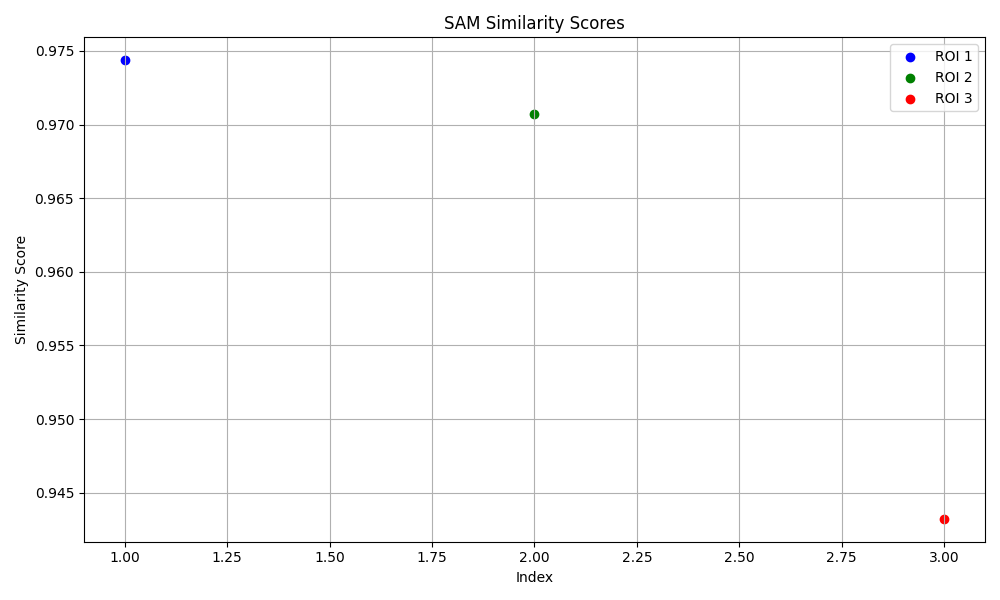 SAM Similarity Scores
ROI 1
ROI 2
ROI 3
Similarity Score
0.975
0.970
0.965
0.960
0.955
0.950
0.945
1.00 1.25 1.50 1.75 2.00 2.25 2.50 2.75 3.00
Index